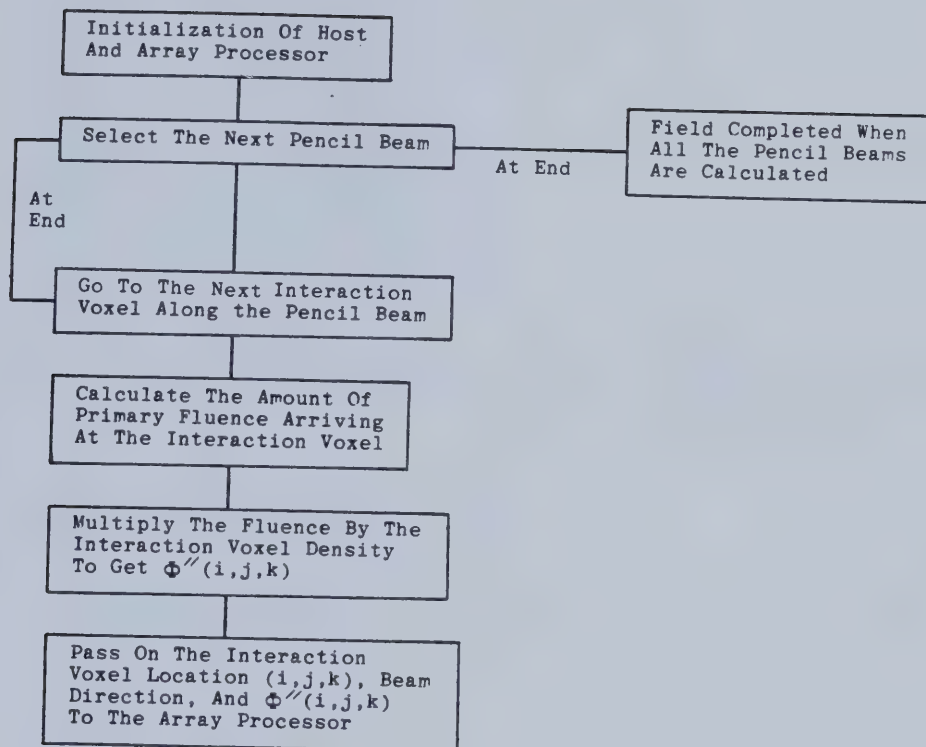 Initialization Of Host
And Array Processor
Select The Next Pencil Beam
At End
Field Completed When
All The Pencil Beams
Are Calculated
At
End
Go To The Next Interaction
Voxel Along the Pencil Beam
Calculate The Amount Of
Primary Fluence Arriving
At The Interaction Voxel
Multiply The Fluence By The
Interaction Voxel Density
To Get Φ″(i,j,k)
Pass On The Interaction
Voxel Location (i,j,k), Beam
Direction, And Φ″(i,j,k)
To The Array Processor